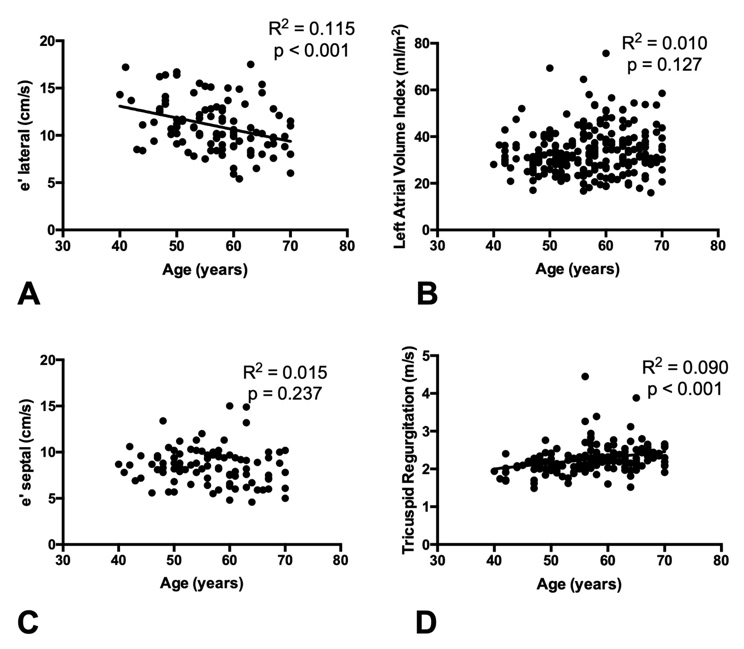 R² = 0.115
p < 0.001
20
15
10
5
0
e' lateral (cm/s)
30 40 50 60 70 80
Age (years)
A
R² = 0.010
p = 0.127
80
60
40
20
0
Left Atrial Volume Index (ml/m²)
30 40 50 60 70 80
Age (years)
B
R² = 0.015
p = 0.237
20
15
10
5
0
e' septal (cm/s)
30 40 50 60 70 80
Age (years)
C
R² = 0.090
p < 0.001
5
4
3
2
1
0
Tricuspid Regurgitation (m/s)
30 40 50 60 70 80
Age (years)
D